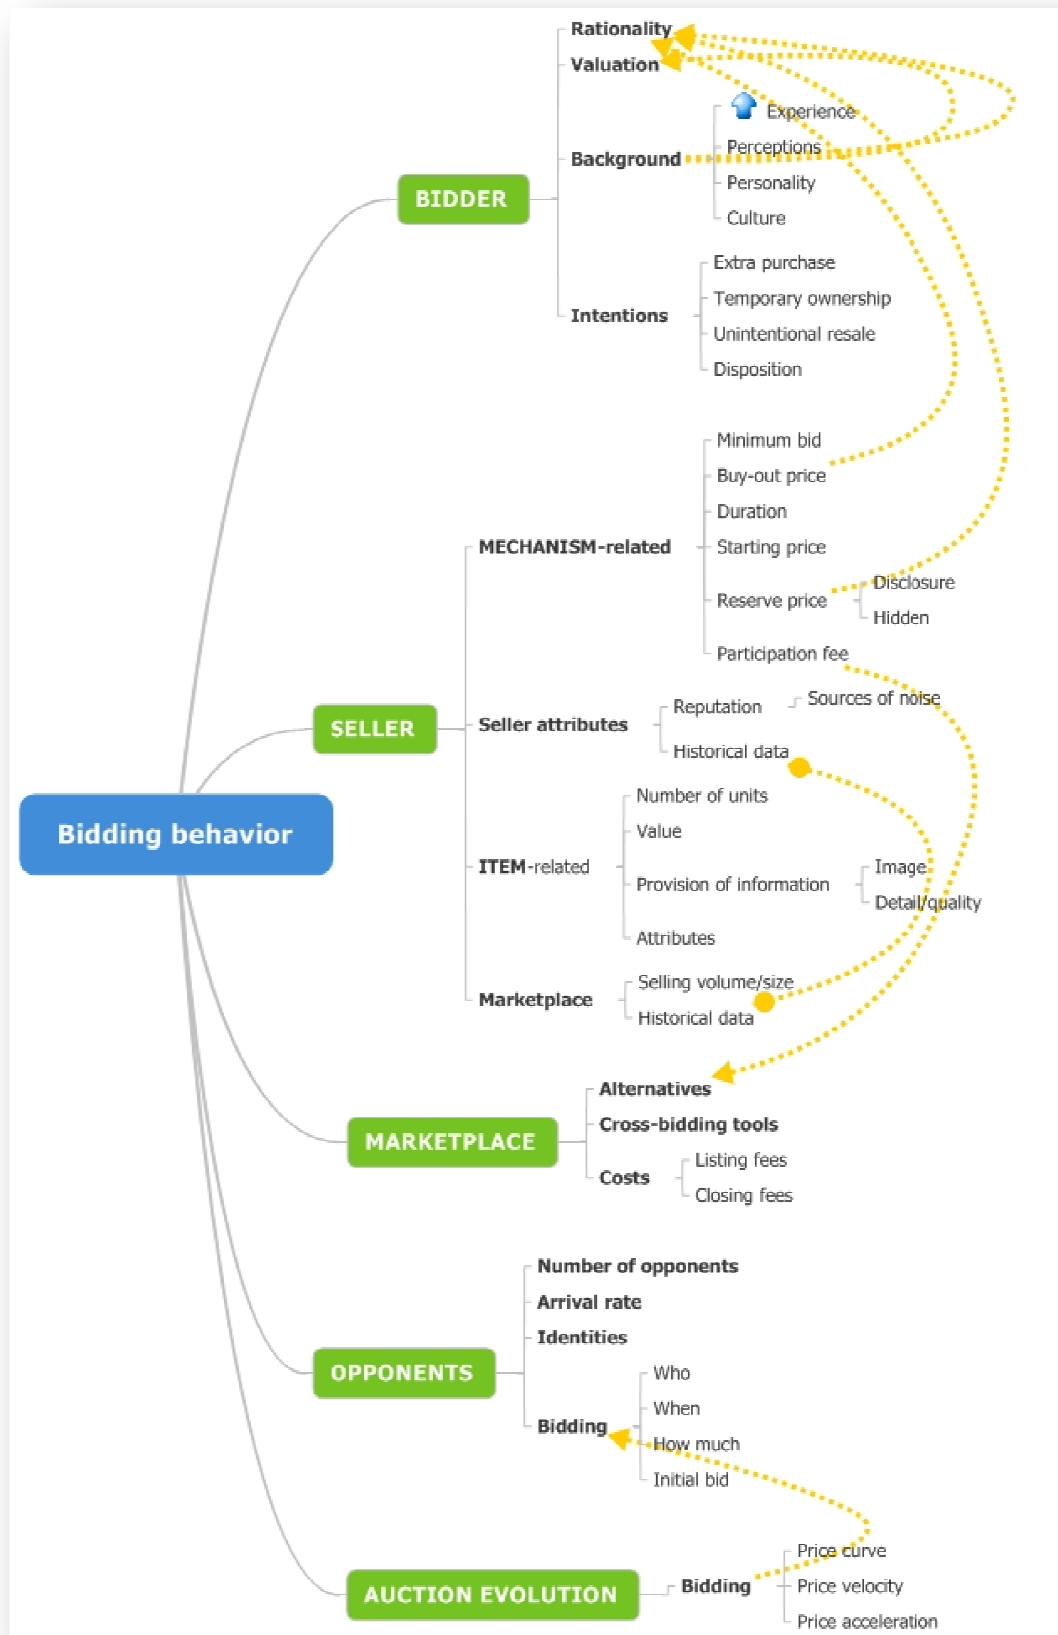 Rationality
Valuation
Experience
Perceptions
Background
Personality
BIDDER
Culture
Extra purchase
Temporary ownership
Intentions
Unintentional resale
Disposition
Minimum bid
Buy-out price
Duration
MECHANISM-related
Starting price
Disclosure
Reserve price
Hidden
Participation fee
Sources of noise
Reputation
Seller attributes
SELLER
Historical data
Number of units
Value
Bidding behavior
Image
ITEM-related
Provision of information
Detail/quality
Attributes
Selling volume/size
Marketplace
Historical data
Alternatives
Cross-bidding tools
MARKETPLACE
Listing fees
Costs
Closing fees
Number of opponents
Arrival rate
Identities
OPPONENTS
Who
When
Bidding
How much
Initial bid
Price curve
AUCTION EVOLUTION
Bidding
Price velocity
Price acceleration